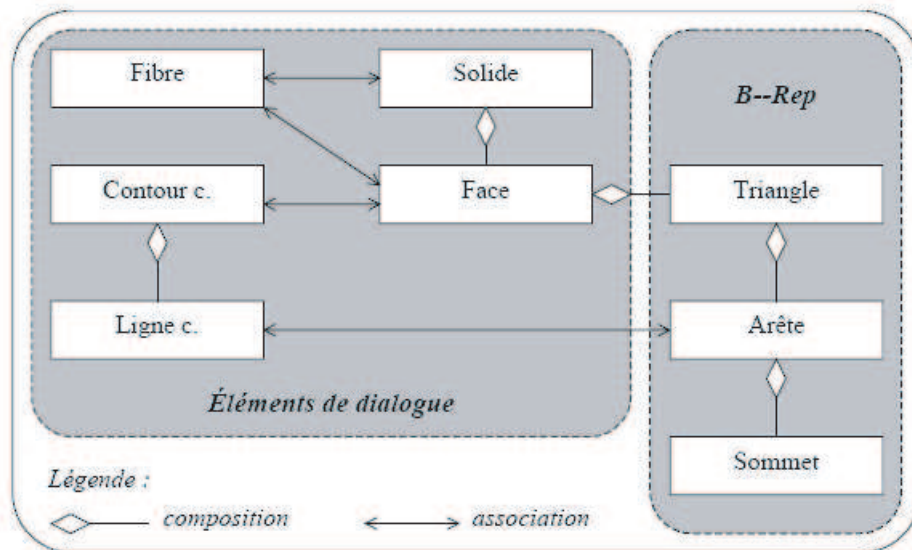 Fibre
Solide
B--Rep
Contour c.
Face
Triangle
Ligne c.
Arête
Éléments de dialogue
Sommet
Légende :
composition
association